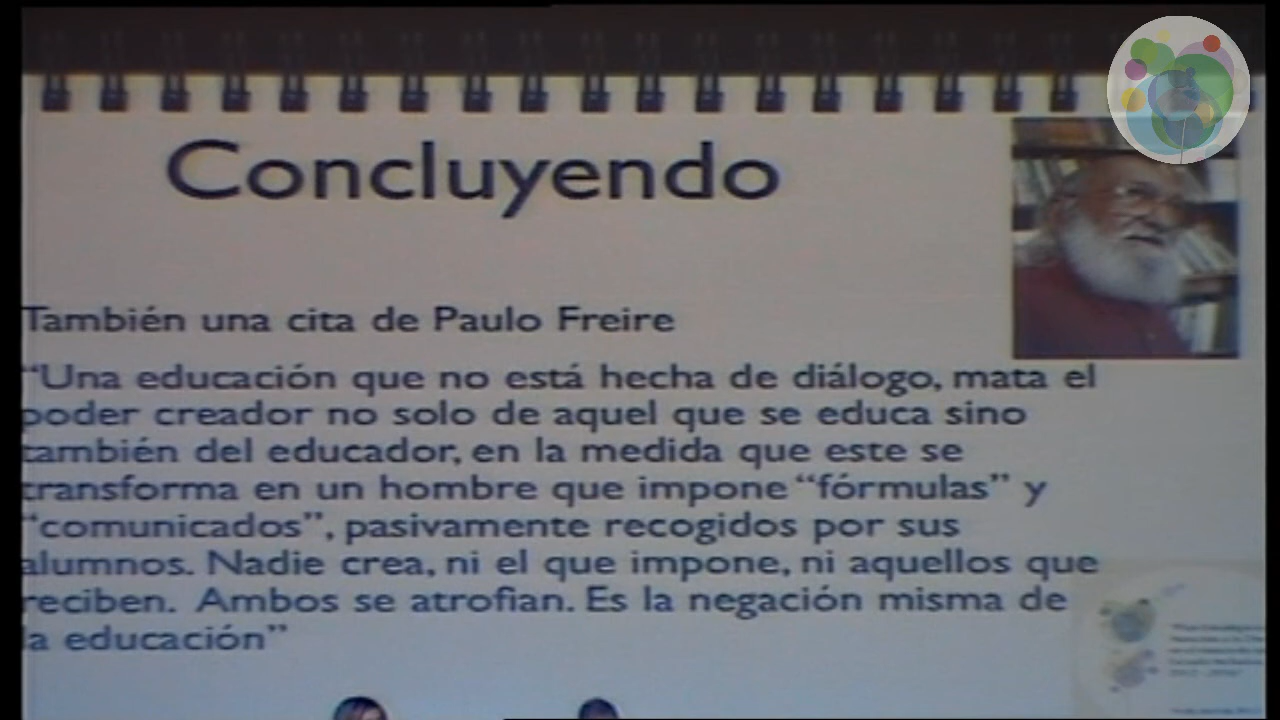 Concluyendo
También una cita de Paulo Freire
“Una educación que no está hecha de diálogo, mata el
poder creador no solo de aquel que se educa sino
también del educador, en la medida que este se
transforma en un hombre que impone “fórmulas” y
“comunicados”, pasivamente recogidos por sus
alumnos. Nadie crea, ni el que impone, ni aquellos que
reciben. Ambos se atrofian. Es la negación misma de
la educación”